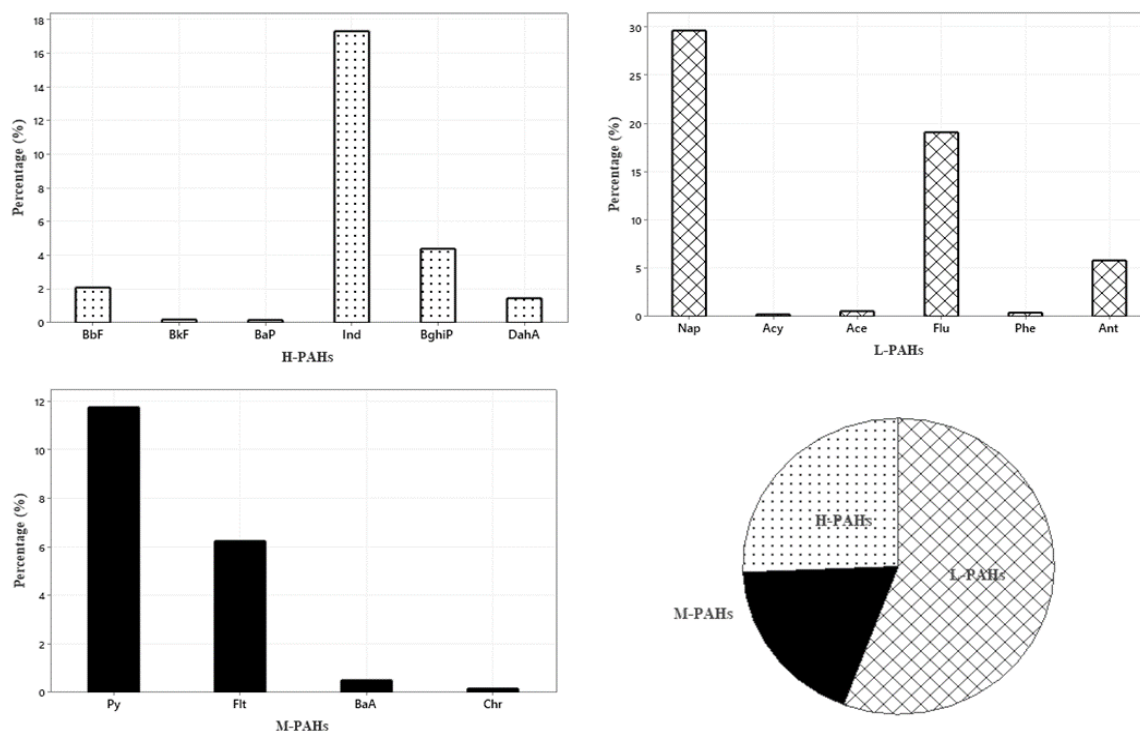 Percentage (%)
18
16
14
12
10
8
6
4
2
0
BbF BkF BaP Ind BghiP DahA
H-PAHs
Percentage (%)
30
25
20
15
10
5
0
Nap Acy Ace Flu Phe Ant
L-PAHs
Percentage (%)
12
10
8
6
4
2
0
Py Flt BaA Chr
M-PAHs
H-PAHs
L-PAHs
M-PAHs